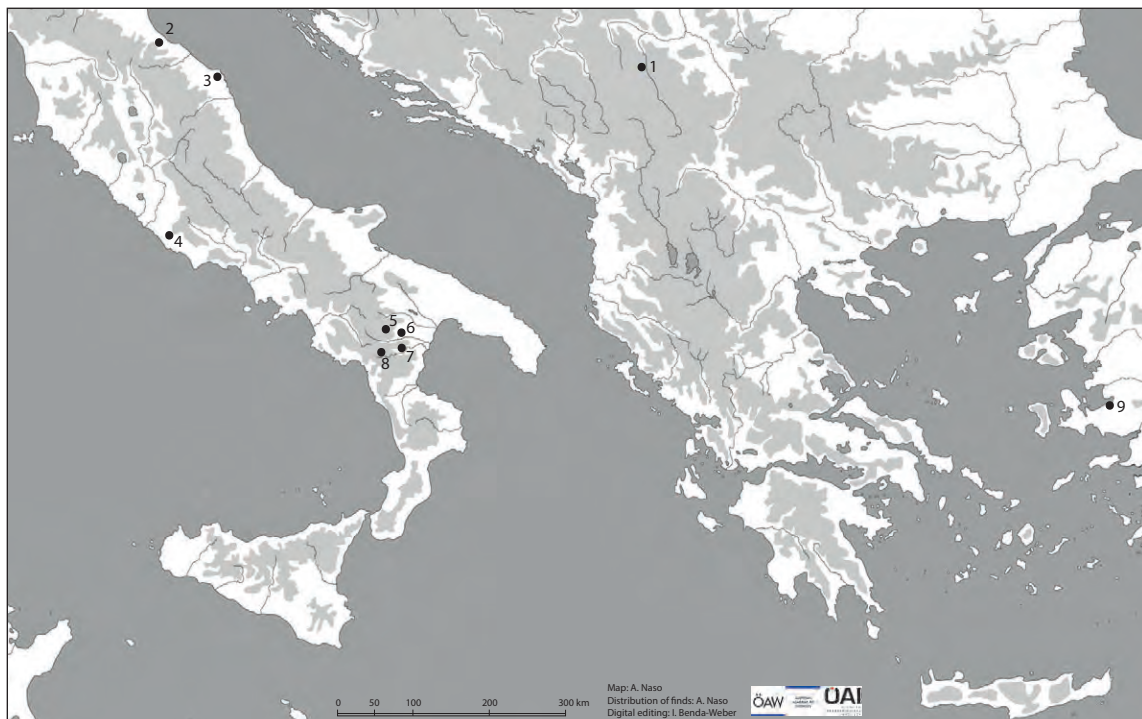 2
3
1
4
5
6
7
8
9
0 50 100 200 300 km
Map: A. Naso
Distribution of finds: A. Naso
Digital editing: I. Benda-Weber
ÖAW
ÖAI